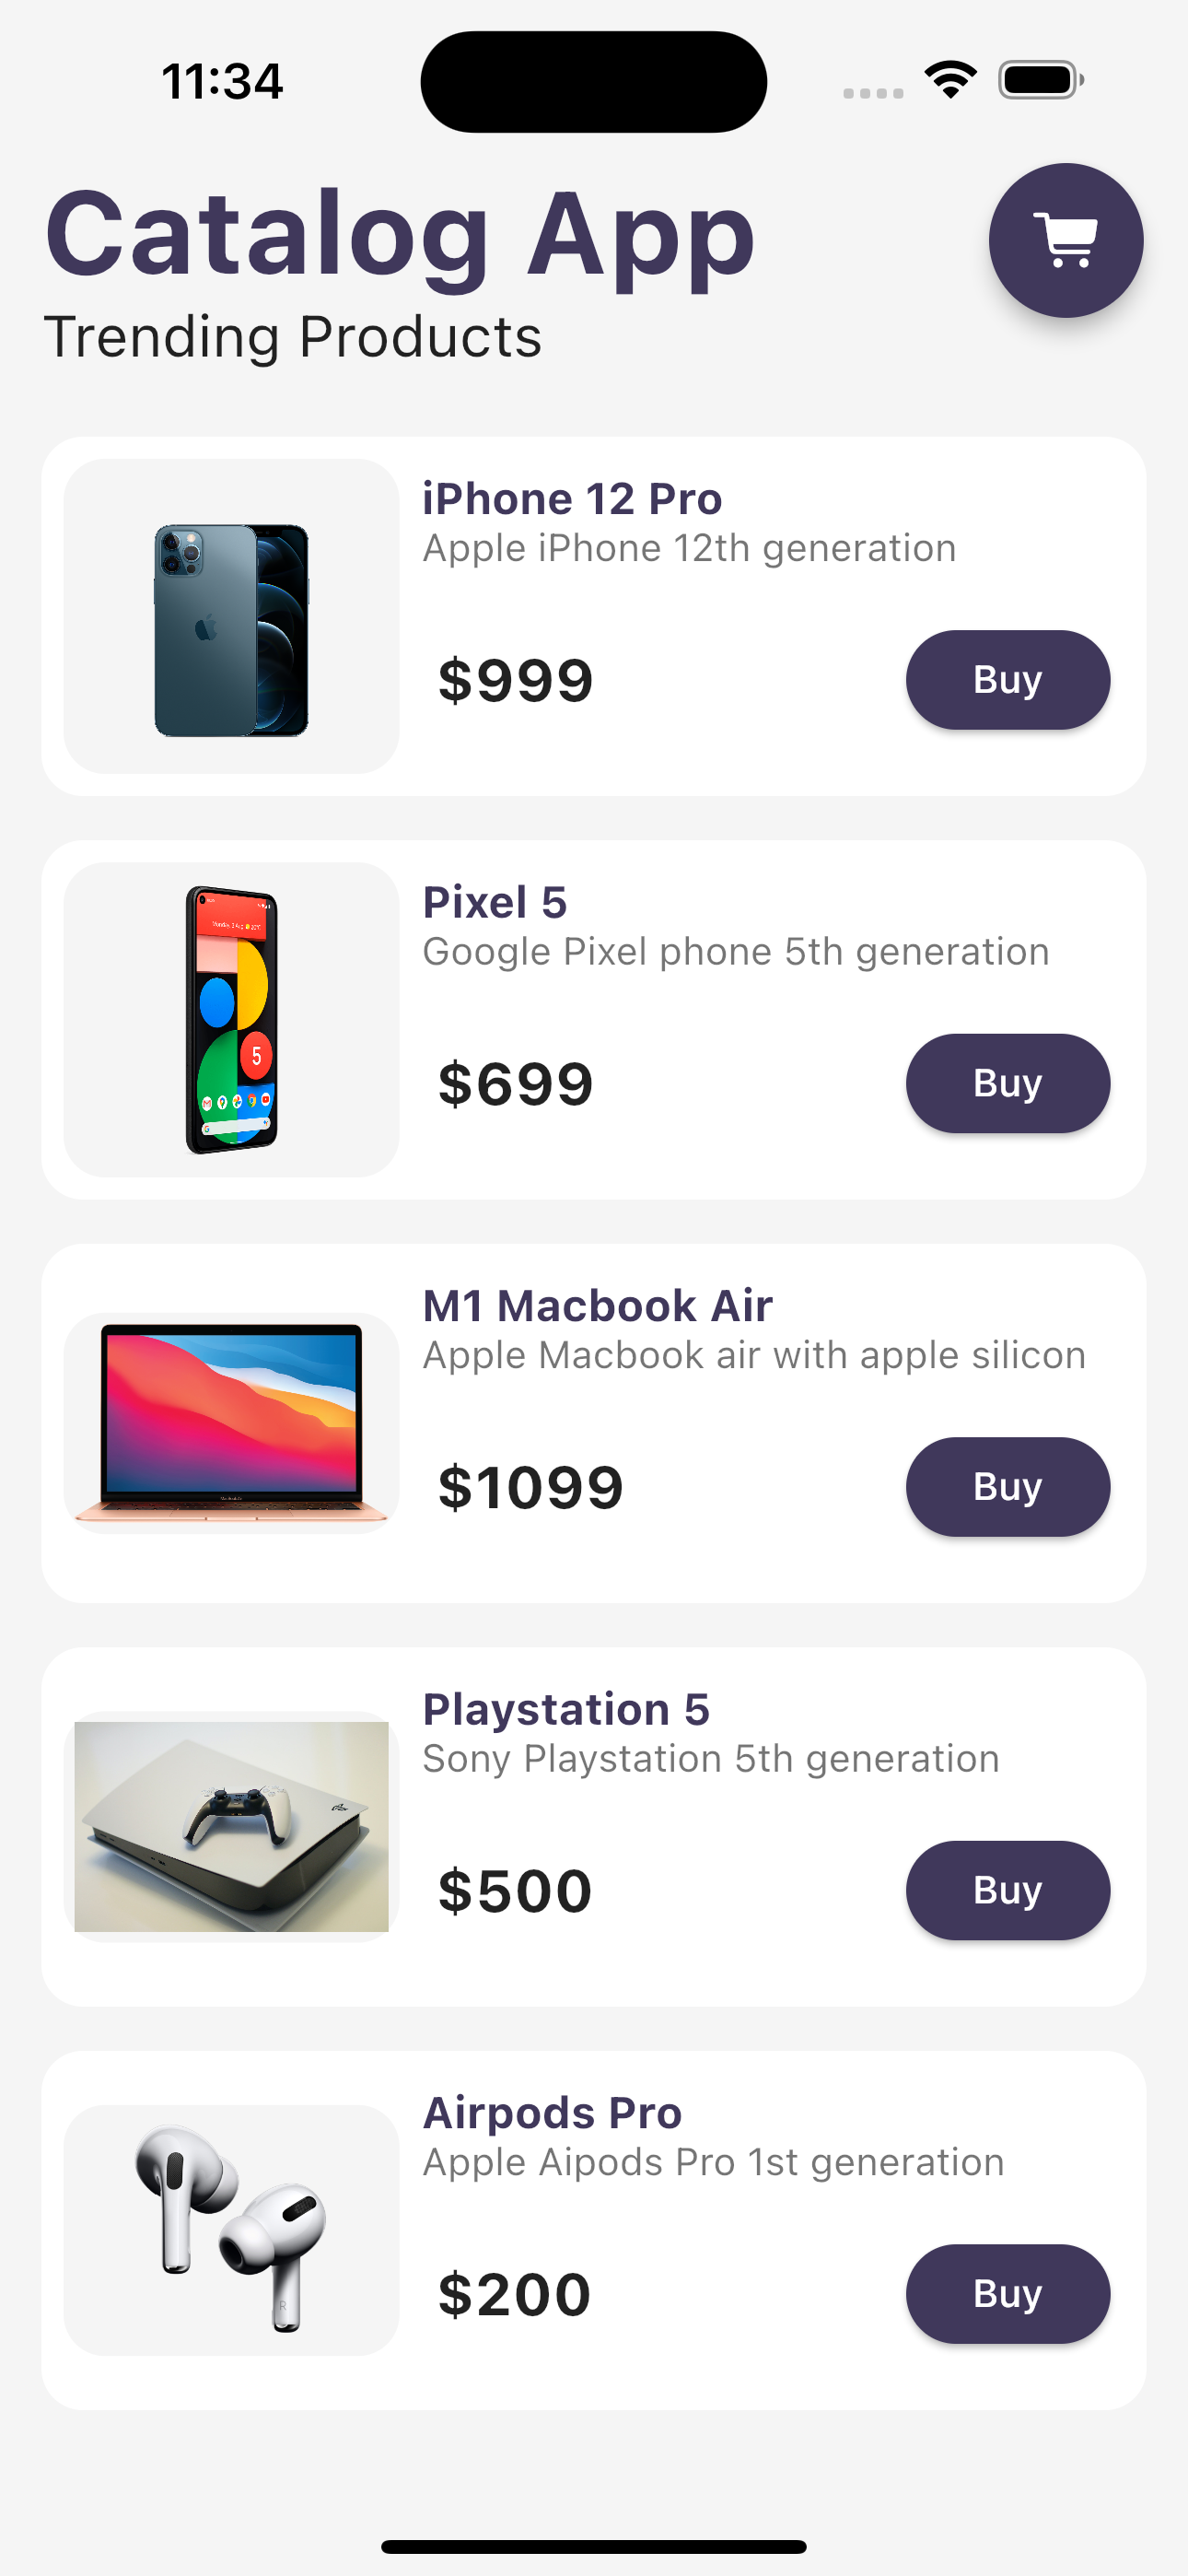 11:34
Catalog App
Trending Products
iPhone 12 Pro
Apple iPhone 12th generation
$999
Buy
Pixel 5
Google Pixel phone 5th generation
5
$699
Buy
M1 Macbook Air
Apple Macbook air with apple silicon
$1099
Buy
Playstation 5
Sony Playstation 5th generation
$500
Buy
Airpods Pro
Apple Aipods Pro 1st generation
R
$200
Buy